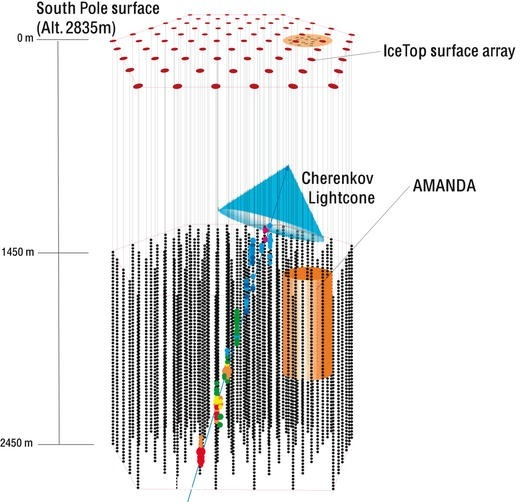 South Pole surface
(Alt. 2835m)
0 m
IceTop surface array
Cherenkov
Lightcone
AMANDA
1450 m
2450 m